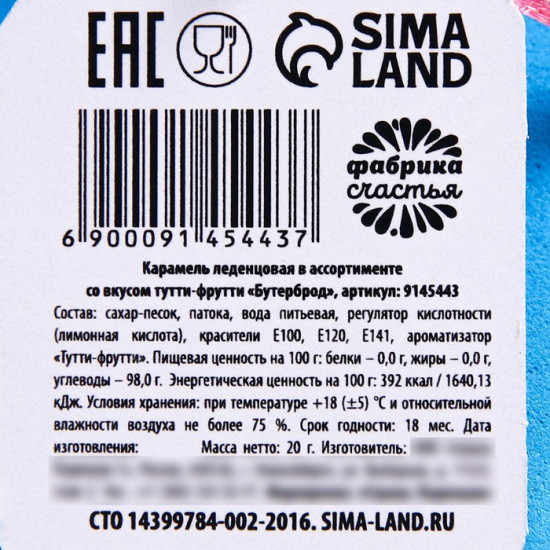 EAC
SIMA
LAND
фабрика
счастья
6 900091 454437
Карамель леденцовая в ассортименте
со вкусом тутти-фрутти «Бутерброд», артикул: 9145443
Состав: сахар-песок, патока, вода питьевая, регулятор кислотности
(лимонная кислота), красители Е100, Е120, Е141, ароматизатор
«Тутти-фрутти». Пищевая ценность на 100 г: белки – 0,0 г, жиры – 0,0 г,
углеводы – 98,0 г. Энергетическая ценность на 100 г: 392 ккал / 1640,13
кДж. Условия хранения: при температуре +18 (±5) °С и относительной
влажности воздуха не более 75 %. Срок годности: 18 мес. Дата
изготовления: Масса нетто: 20 г. Изготовитель:
СТО 14399784-002-2016. SIMA-LAND.RU